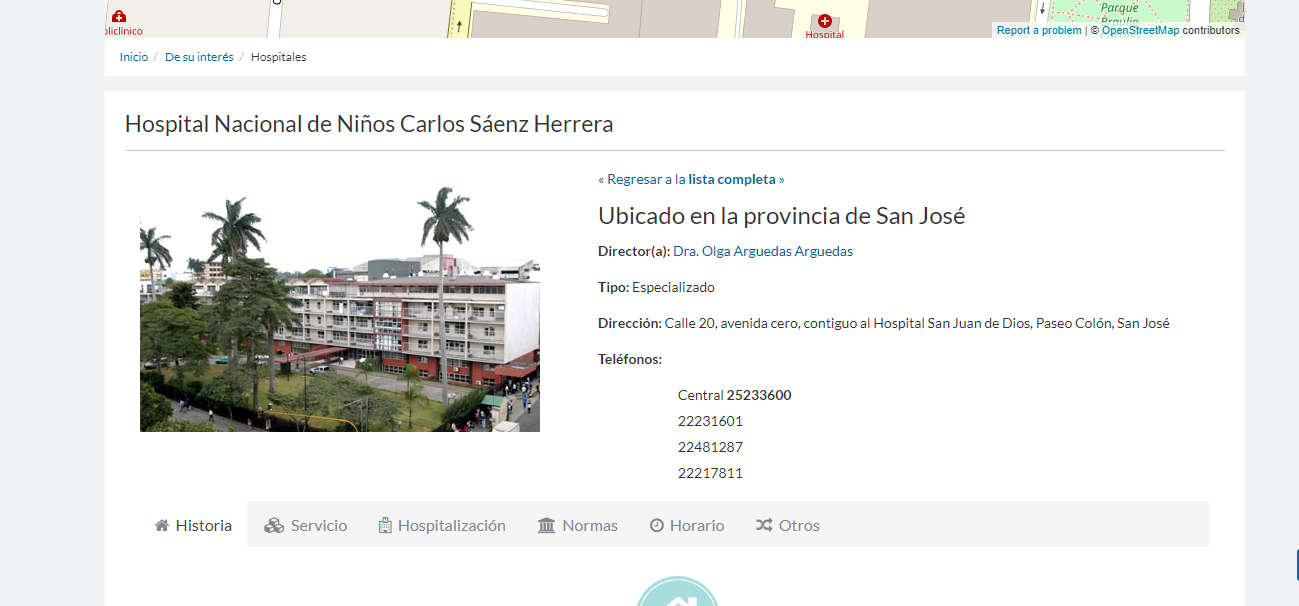 Parque
Braulio
oliclínico
Hospital
Report a problem | © OpenStreetMap contributors
Inicio / De su interés / Hospitales
Hospital Nacional de Niños Carlos Sáenz Herrera
« Regresar a la lista completa »
Ubicado en la provincia de San José
Director(a): Dra. Olga Arguedas Arguedas
Tipo: Especializado
Dirección: Calle 20, avenida cero, contiguo al Hospital San Juan de Dios, Paseo Colón, San José
Teléfonos:
Central 25233600
22231601
22481287
22217811
Historia Servicio Hospitalización Normas Horario Otros